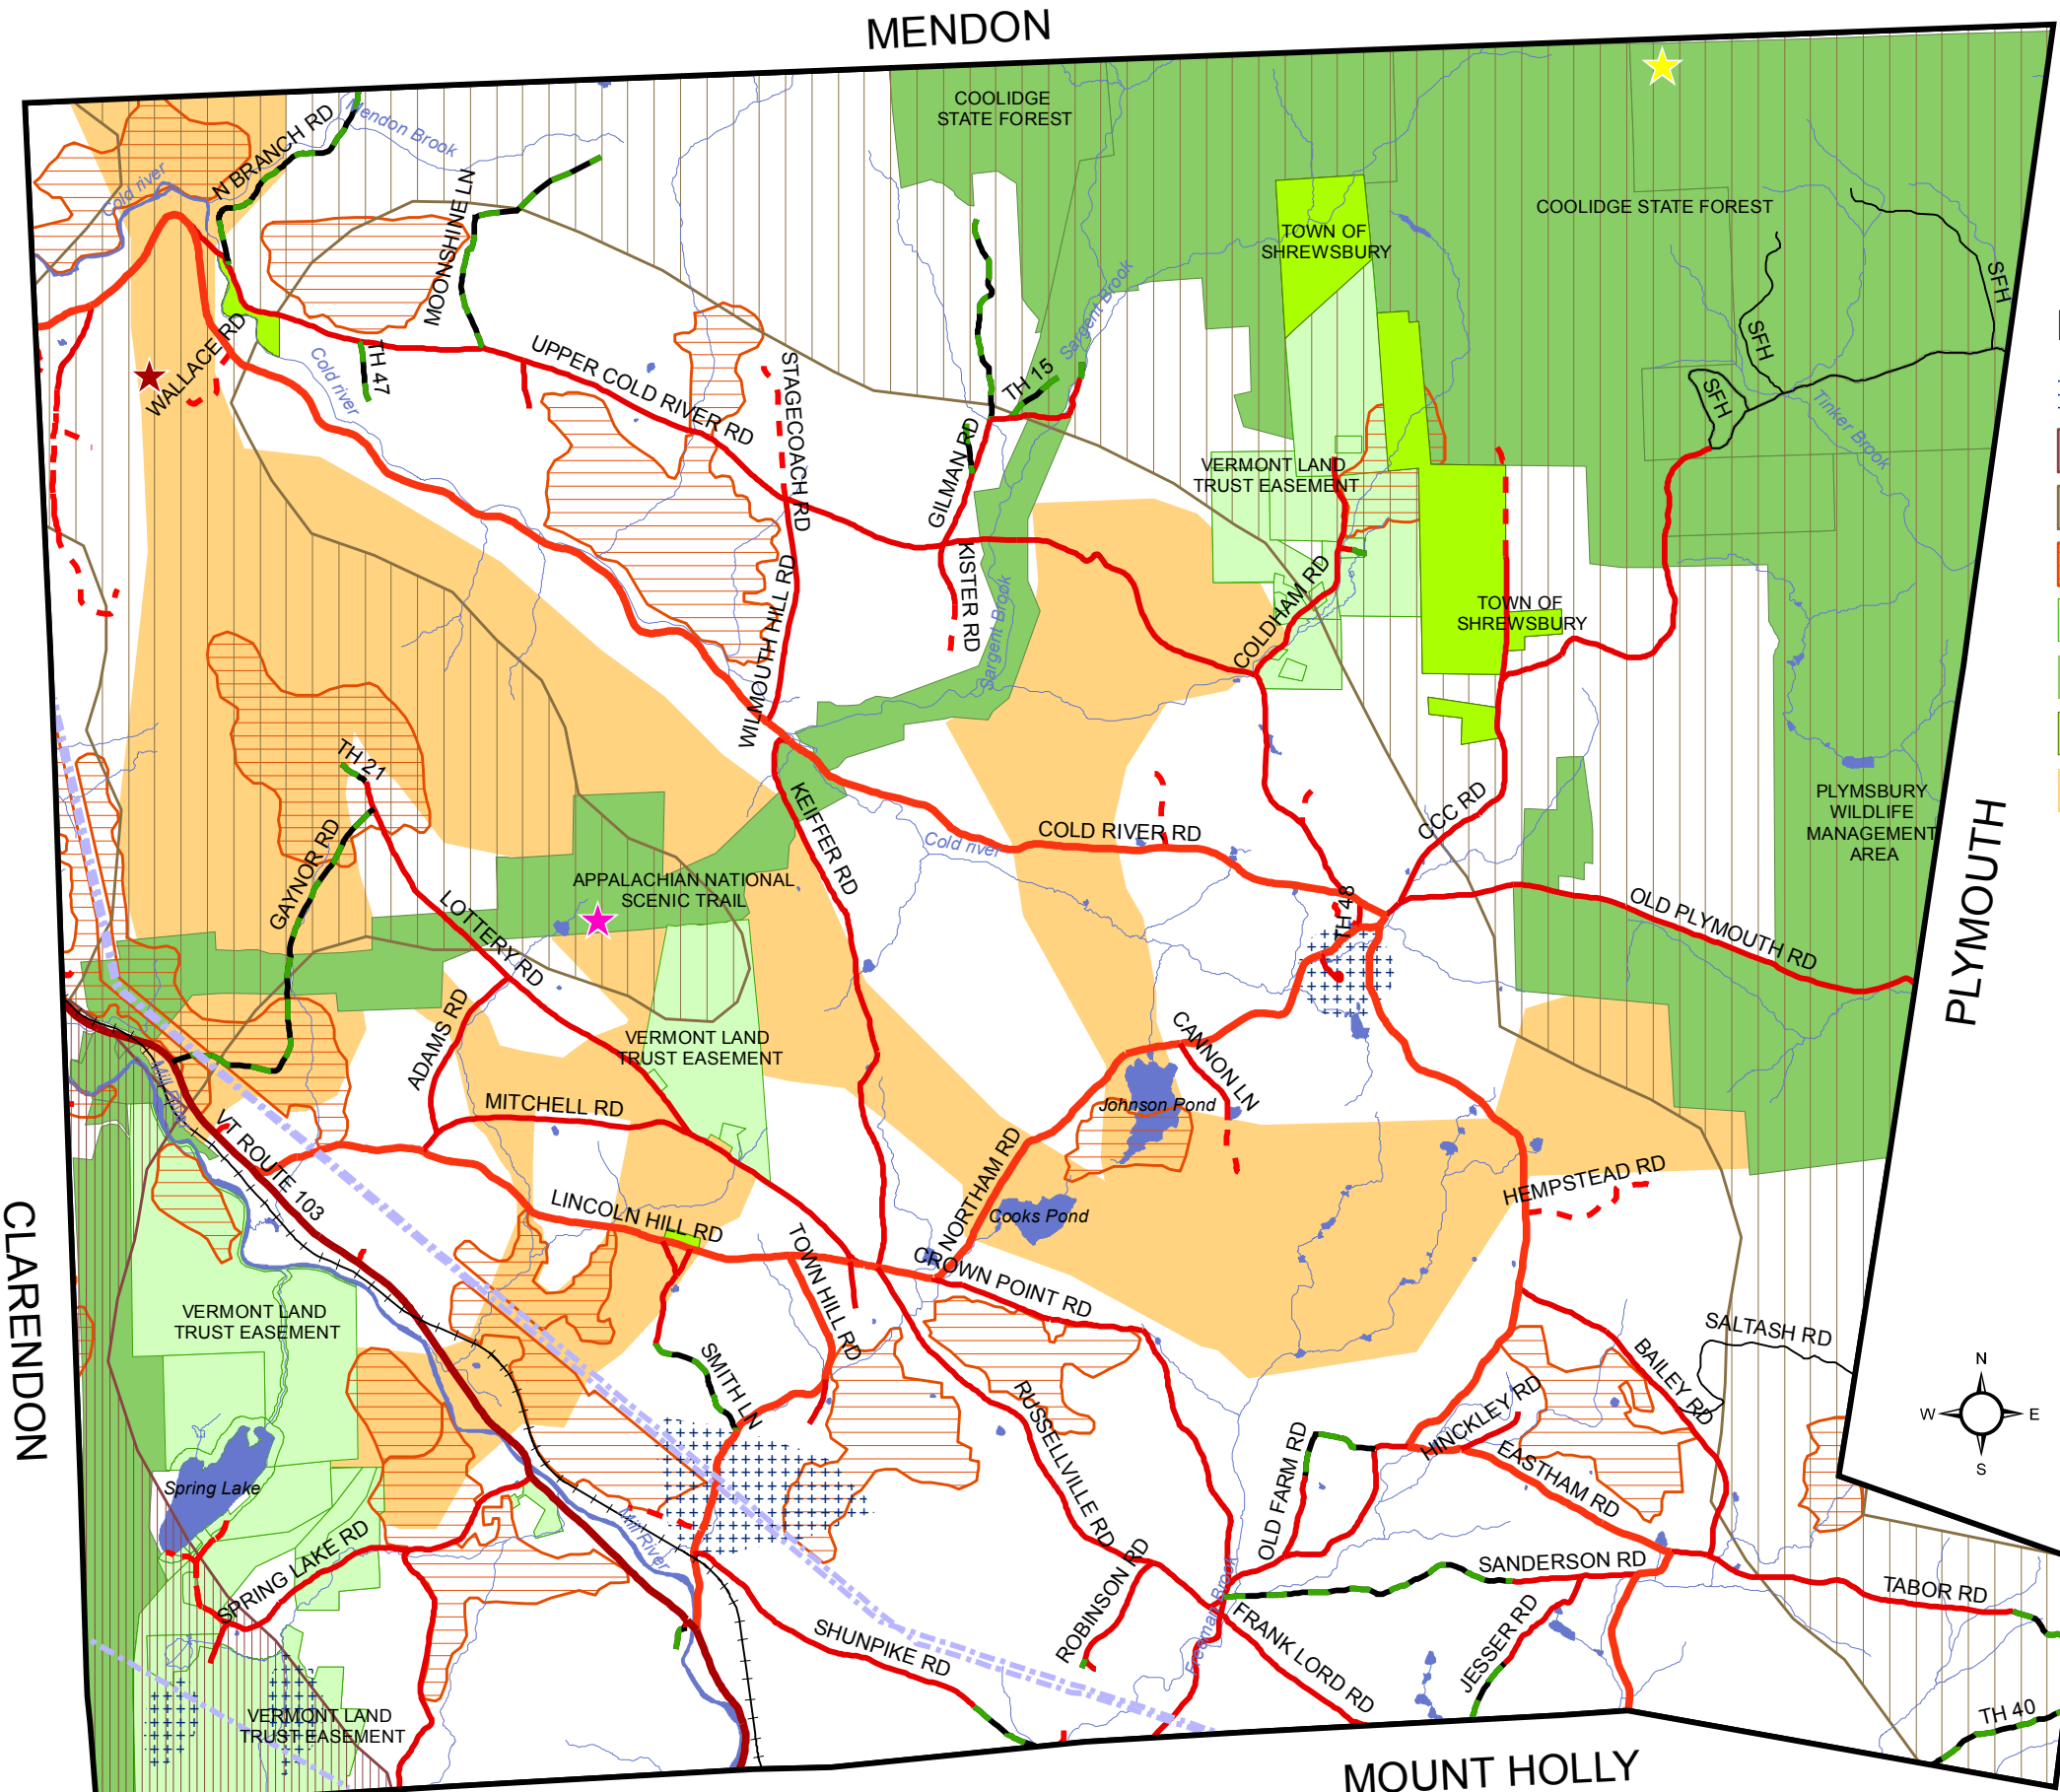 MENDON
COOLIDGE
STATE FOREST
Mendon Brook
N BRANCH RD
Cold river
MOONSHINE LN
COOLIDGE STATE FOREST
TOWN OF
SHREWSBURY
SFH
SFH
SFH
Sargent Brook
WALLACE RD
TH 47
Cold river
UPPER COLD RIVER RD
STAGECOACH RD
TH 15
GILMAN RD
Tinker Brook
VERMONT LAND
TRUST EASEMENT
KISTER RD
Sargent Brook
WILMOUTH HILL RD
COLDHAM RD
TOWN OF
SHREWSBURY
TH 21
KEIFFER RD
COLD RIVER RD
Cold river
CCC RD
PLYMSBURY
WILDLIFE
MANAGEMENT
AREA
PLYMOUTH
GAYNOR RD
APPALACHIAN NATIONAL
SCENIC TRAIL
LOTTERY RD
TH 48
OLD PLYMOUTH RD
ADAMS RD
VERMONT LAND
TRUST EASEMENT
CANNON LN
Mill River
MITCHELL RD
Johnson Pond
VT ROUTE 103
NORTHAM RD
HEMPSTEAD RD
CLARENDON
LINCOLN HILL RD
Cooks Pond
TOWN HILL RD
CROWN POINT RD
VERMONT LAND
TRUST EASEMENT
SALTASH RD
BAILEY RD
SMITH LN
RUSSELLVILLE RD
HINCKLEY RD
N
W
E
S
OLD FARM RD
EASTHAM RD
Spring Lake
Mill River
SPRING LAKE RD
SANDERSON RD
TABOR RD
ROBINSON RD
Freeman Brook
FRANK LORD RD
JESSER RD
SHUNPIKE RD
VERMONT LAND
TRUST EASEMENT
TH 40
MOUNT HOLLY